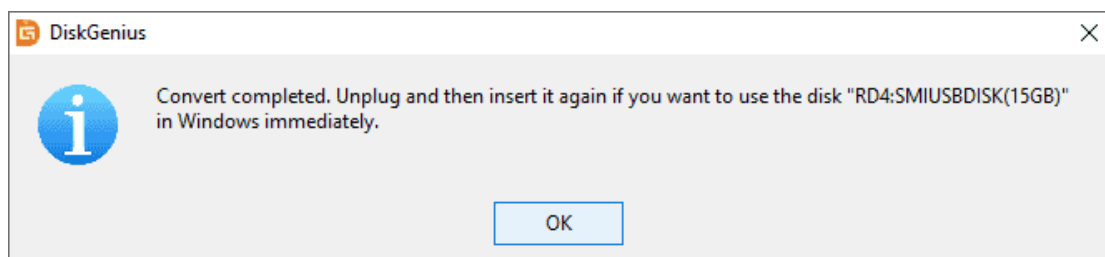 DiskGenius
Convert completed. Unplug and then insert it again if you want to use the disk "RD4:SMIUSBDISK(15GB)"
in Windows immediately.
OK